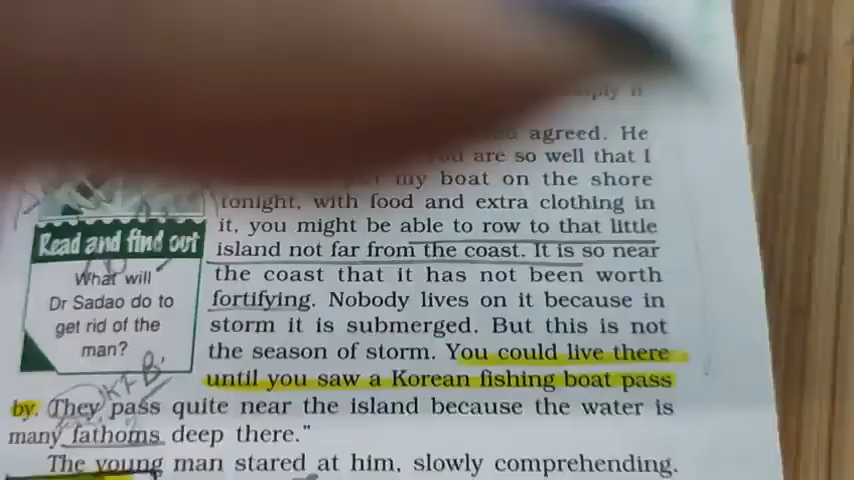 agreed. He
are so well that I
my boat on the shore
tonight, with food and extra clothing in
it, you might be able to row to that little
island not far from the coast. It is so near
the coast that it has not been worth
fortifying. Nobody lives on it because in
storm it is submerged. But this is not
the season of storm. You could live there
until you saw a Korean fishing boat pass
by. They pass quite near the island because the water is
many fathoms deep there."
The young man stared at him, slowly comprehending.
Read and find out
What will
Dr Sadao do to
get rid of the
man?